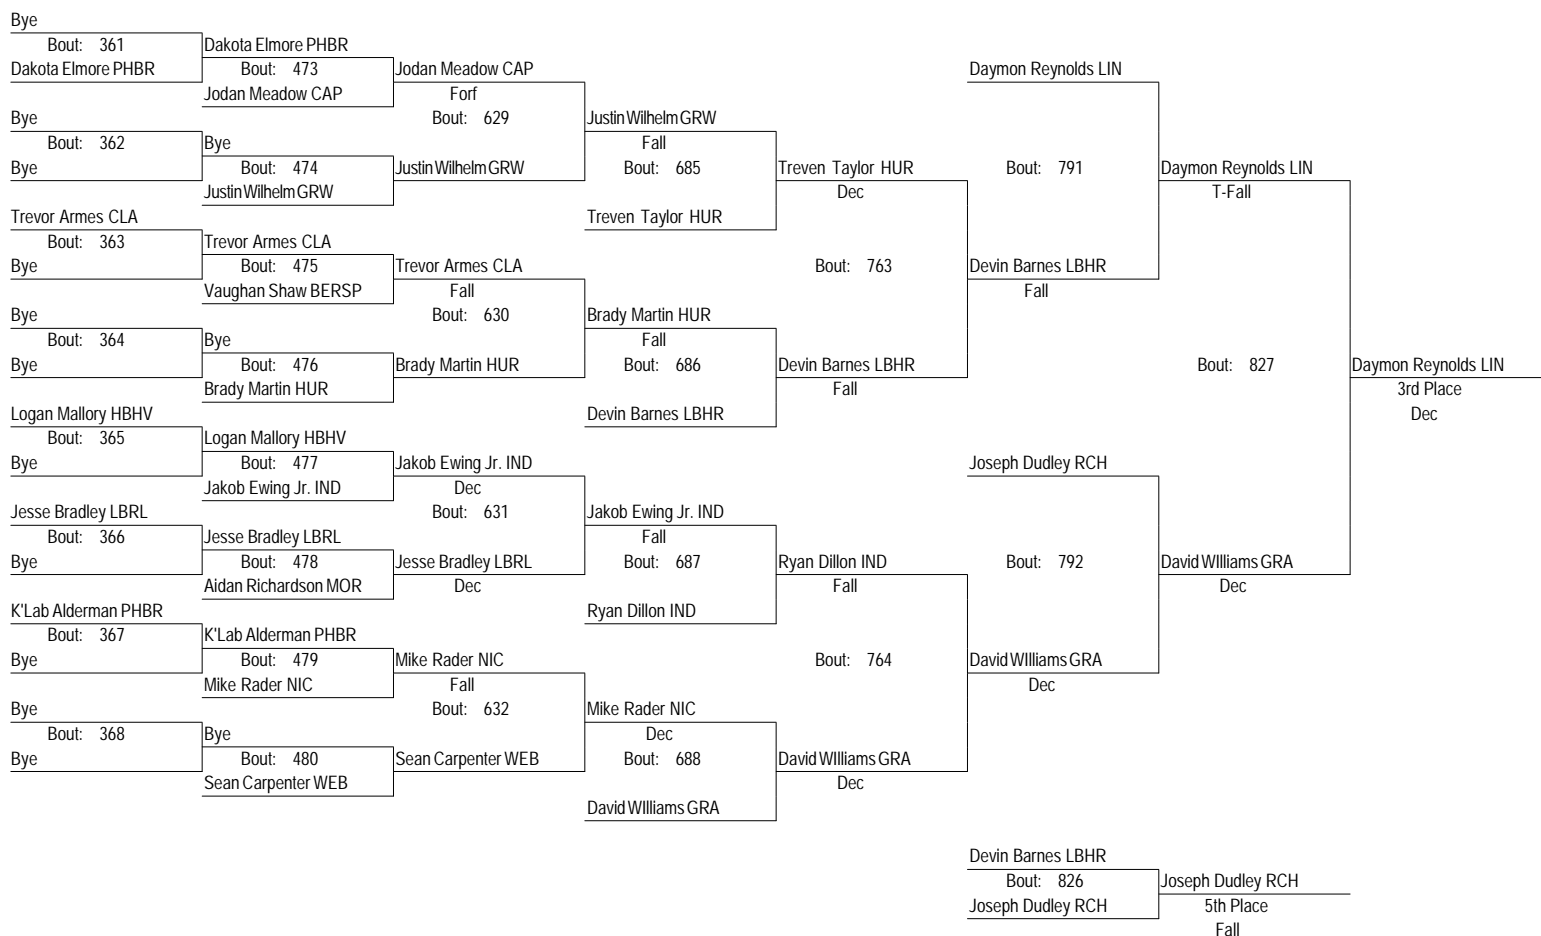 Bye
Bout: 361
Dakota Elmore PHBR
Bye
Bout: 362
Bye
Trevor Armes CLA
Bout: 363
Bye
Bye
Bout: 364
Bye
Logan Mallory HBHV
Bout: 365
Bye
Jesse Bradley LBRL
Bout: 366
Bye
K'Lab Alderman PHBR
Bout: 367
Bye
Bye
Bout: 368
Bye
Dakota Elmore PHBR
Bout: 473
Jodan Meadow CAP
Bye
Bout: 474
Justin Wilhelm GRW
Trevor Armes CLA
Bout: 475
Vaughan Shaw BERSP
Bye
Bout: 476
Brady Martin HUR
Logan Mallory HBHV
Bout: 477
Jakob Ewing Jr. IND
Jesse Bradley LBRL
Bout: 478
Aidan Richardson MOR
K'Lab Alderman PHBR
Bout: 479
Mike Rader NIC
Bye
Bout: 480
Sean Carpenter WEB
Jodan Meadow CAP
Forf
Bout: 629
Justin Wilhelm GRW
Trevor Armes CLA
Fall
Bout: 630
Brady Martin HUR
Jakob Ewing Jr. IND
Dec
Bout: 631
Jesse Bradley LBRL
Dec
Mike Rader NIC
Fall
Bout: 632
Sean Carpenter WEB
Justin Wilhelm GRW
Fall
Bout: 685
Treven Taylor HUR
Brady Martin HUR
Fall
Bout: 686
Devin Barnes LBHR
Jakob Ewing Jr. IND
Fall
Bout: 687
Ryan Dillon IND
Mike Rader NIC
Dec
Bout: 688
David WIlliams GRA
Treven Taylor HUR
Dec
Bout: 763
Devin Barnes LBHR
Fall
Ryan Dillon IND
Fall
Bout: 764
David WIlliams GRA
Dec
Daymon Reynolds LIN
Bout: 791
Devin Barnes LBHR
Fall
Joseph Dudley RCH
Bout: 792
David WIlliams GRA
Dec
Daymon Reynolds LIN
T-Fall
Bout: 827
David WIlliams GRA
Dec
Daymon Reynolds LIN
3rd Place
Dec
Devin Barnes LBHR
Bout: 826
Joseph Dudley RCH
Joseph Dudley RCH
5th Place
Fall